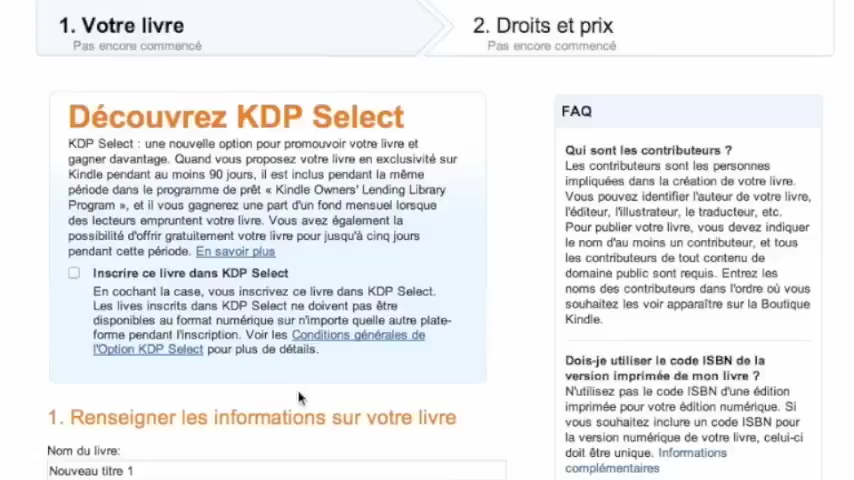 1. Votre livre
Pas encore commencé
2. Droits et prix
Pas encore commencé
Découvrez KDP Select
KDP Select : une nouvelle option pour promouvoir votre livre et
gagner davantage. Quand vous proposez votre livre en exclusivité sur
Kindle pendant au moins 90 jours, il est inclus pendant la même
période dans le programme de prêt « Kindle Owners' Lending Library
Program », et il vous gagnerez une part d'un fond mensuel lorsque
des lecteurs empruntent votre livre. Vous avez également la
possibilité d'offrir gratuitement votre livre pour jusqu'à cinq jours
pendant cette période. En savoir plus
Inscrire ce livre dans KDP Select
En cochant la case, vous inscrivez ce livre dans KDP Select.
Les lives inscrits dans KDP Select ne doivent pas être
disponibles au format numérique sur n'importe quelle autre plate-
forme pendant l'inscription. Voir les Conditions générales de
l'Option KDP Select pour plus de détails.
1. Renseigner les informations sur votre livre
Nom du livre:
Nouveau titre 1
FAQ
Qui sont les contributeurs ?
Les contributeurs sont les personnes
impliquées dans la création de votre livre.
Vous pouvez identifier l'auteur de votre livre,
l'éditeur, l'illustrateur, le traducteur, etc.
Pour publier votre livre, vous devez indiquer
le nom d'au moins un contributeur, et tous
les contributeurs de tout contenu de
domaine public sont requis. Entrez les
noms des contributeurs dans l'ordre où vous
souhaitez les voir apparaître sur la Boutique
Kindle.
Dois-je utiliser le code ISBN de la
version imprimée de mon livre ?
N'utilisez pas le code ISBN d'une édition
imprimée pour votre édition numérique. Si
vous souhaitez inclure un code ISBN pour
la version numérique de votre livre, celui-ci
doit être unique. Informations
complémentaires